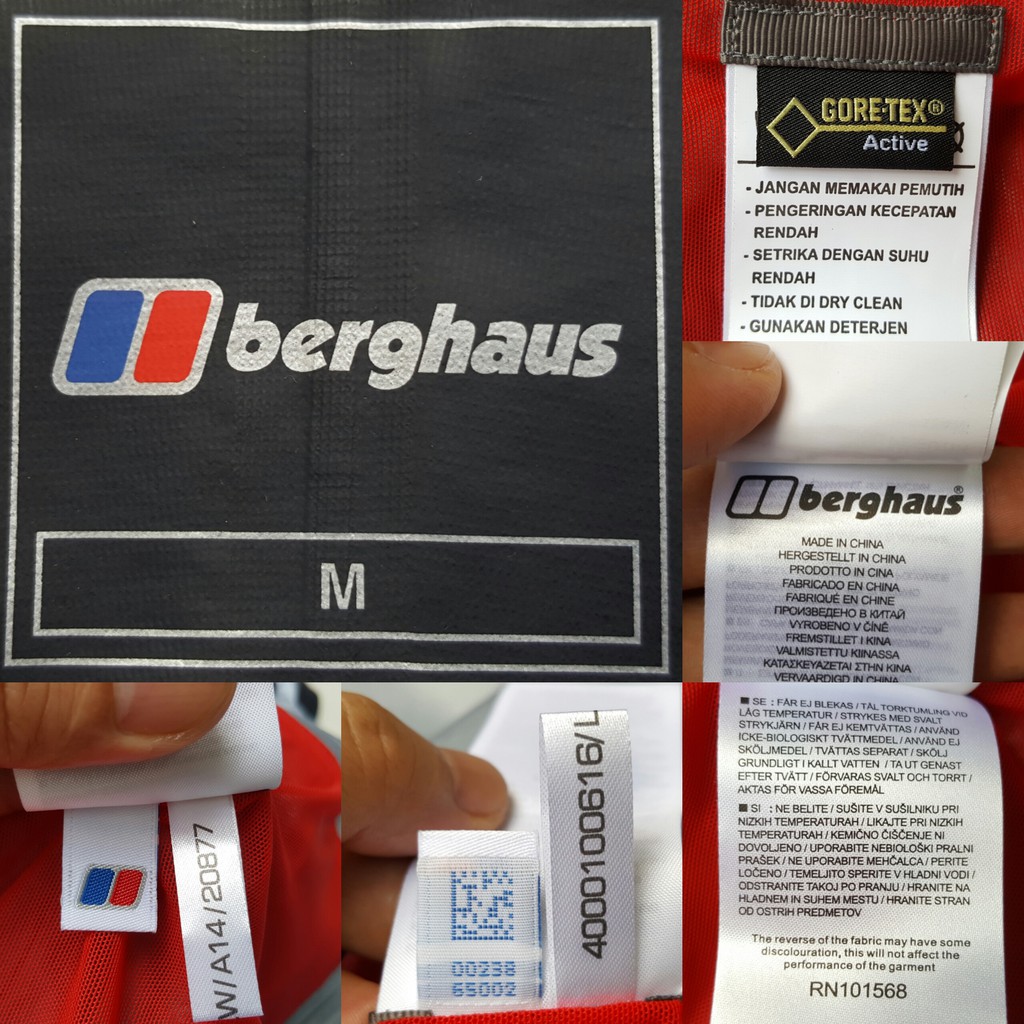 berghaus
M
GORE-TEX®
Active
- JANGAN MEMAKAI PEMUTIH
- PENGERINGAN KECEPATAN
RENDAH
- SETRIKA DENGAN SUHU
RENDAH
- TIDAK DI DRY CLEAN
- GUNAKAN DETERJEN
berghaus®
MADE IN CHINA
HERGESTELLT IN CHINA
PRODOTTO IN CINA
FABRICADO EN CHINA
FABRIQUÉ EN CHINE
ПРОИЗВЕДЕНО В КИТАЙ
VYROBENO V ČÍNĚ
FREMSTILLET I KINA
VALMISTETTU KIINASSA
ΚΑΤΑΣΚΕΥΑΖΕΤΑΙ ΣΤΗΝ ΚΙΝΑ
VERVAARDIGD IN CHINA
W/A14/20877
00238
65002
4000100616/L
■ SE : FÅR EJ BLEKAS / TÅL TORKTUMLING VID
LÅG TEMPERATUR / STRYKES MED SVALT
STRYKJÄRN / FÅR EJ KEMTVÄTTAS / ANVÄND
ICKE-BIOLOGISKT TVÄTTMEDEL / ANVÄND EJ
SKÖLJMEDEL / TVÄTTAS SEPARAT / SKÖLJ
GRUNDLIGT I KALLT VATTEN / TA UT GENAST
EFTER TVÄTT / FÖRVARAS SVALT OCH TORRT /
AKTAS FÖR VASSA FÖREMÅL
■ SI : NE BELITE / SUŠITE V SUŠILNIKU PRI
NIZKIH TEMPERATURAH / LIKAJTE PRI NIZKIH
TEMPERATURAH / KEMIČNO ČIŠČENJE NI
DOVOLJENO / UPORABITE NEBIOLOŠKI PRALNI
PRAŠEK / NE UPORABITE MEHČALCA / PERITE
LOČENO / TEMELJITO SPERITE V HLADNI VODI /
ODSTRANITE TAKOJ PO PRANJU / HRANITE NA
HLADNEM IN SUHEM MESTU / HRANITE STRAN
OD OSTRIH PREDMETOV
The reverse of the fabric may have some
discolouration, this will not affect the
performance of the garment
RN101568